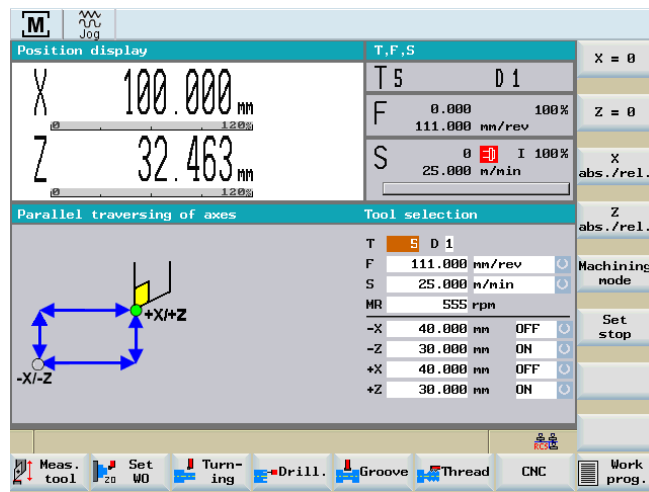 M
Jog
Position display
T,F,S
X = 0
X 100.000 mm
0 120%
T 5 D 1
F 0.000 100%
111.000 mm/rev
Z = 0
Z 32.463 mm
0 120%
S 0 I 100%
25.000 m/min
X
abs./rel.
Z
abs./rel.
Parallel traversing of axes
Tool selection
T 5 D 1
F 111.000 mm/rev
S 25.000 m/min
MR 555 rpm
-X 40.000 mm OFF
-Z 30.000 mm ON
+X 40.000 mm OFF
+Z 30.000 mm ON
+X/+Z
-X/-Z
Machining
mode
Set
stop
RCS
Meas.
tool
Z0
Set
WO
Turn-
ing
Drill.
Groove
Thread
CNC
Work
prog.